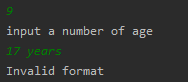 9
input a number of age
17 years
Invalid format